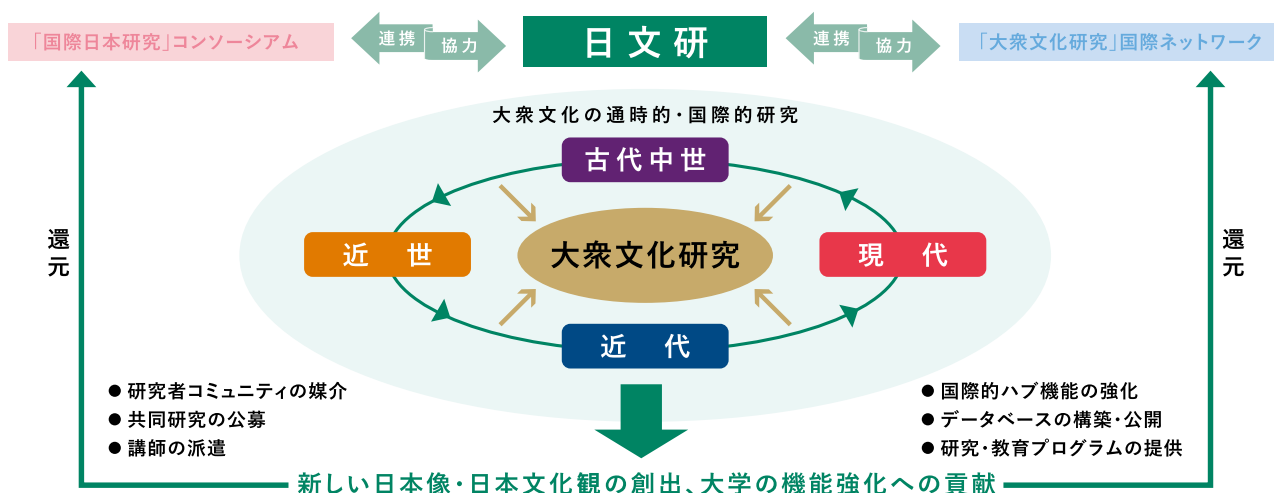 「国際日本研究」コンソーシアム
連携
協力
日文研
連携
協力
「大衆文化研究」国際ネットワーク
大衆文化の通時的・国際的研究
古代中世
近世
大衆文化研究
現代
近代
還元
還元
● 研究者コミュニティの媒介
● 共同研究の公募
● 講師の派遣
● 国際的ハブ機能の強化
● データベースの構築・公開
● 研究・教育プログラムの提供
新しい日本像・日本文化観の創出、大学の機能強化への貢献